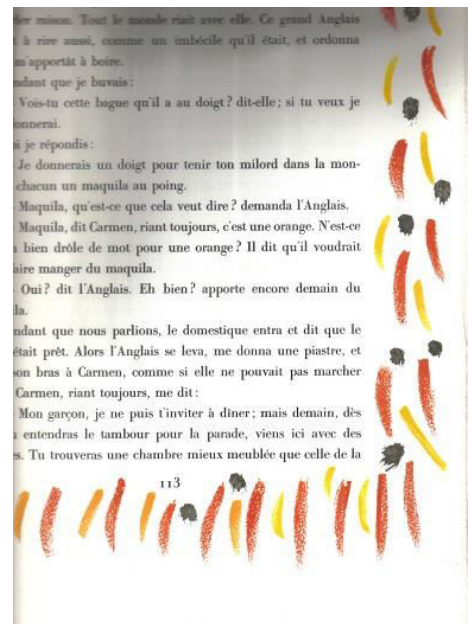 der maison. Tout le monde riait avec elle. Ce grand Anglais
t à rire aussi, comme un imbécile qu'il était, et ordonna
m'apportât à boire.
ndant que je buvais :
Vois-tu cette bague qu'il a au doigt ? dit-elle ; si tu veux je
onnerai.
i je répondis :
Je donnerais un doigt pour tenir ton milord dans la mon-
chacun un maquila au poing.
Maquila, qu'est-ce que cela veut dire ? demanda l'Anglais.
Maquila, dit Carmen, riant toujours, c'est une orange. N'est-ce
bien drôle de mot pour une orange ? Il dit qu'il voudrait
aire manger du maquila.
Oui ? dit l'Anglais. Eh bien ? apporte encore demain du
la.
ndant que nous parlions, le domestique entra et dit que le
était prêt. Alors l'Anglais se leva, me donna une piastre, et
on bras à Carmen, comme si elle ne pouvait pas marcher
Carmen, riant toujours, me dit :
Mon garçon, je ne puis t'inviter à dîner ; mais demain, dès
entendras le tambour pour la parade, viens ici avec des
s. Tu trouveras une chambre mieux meublée que celle de la
113